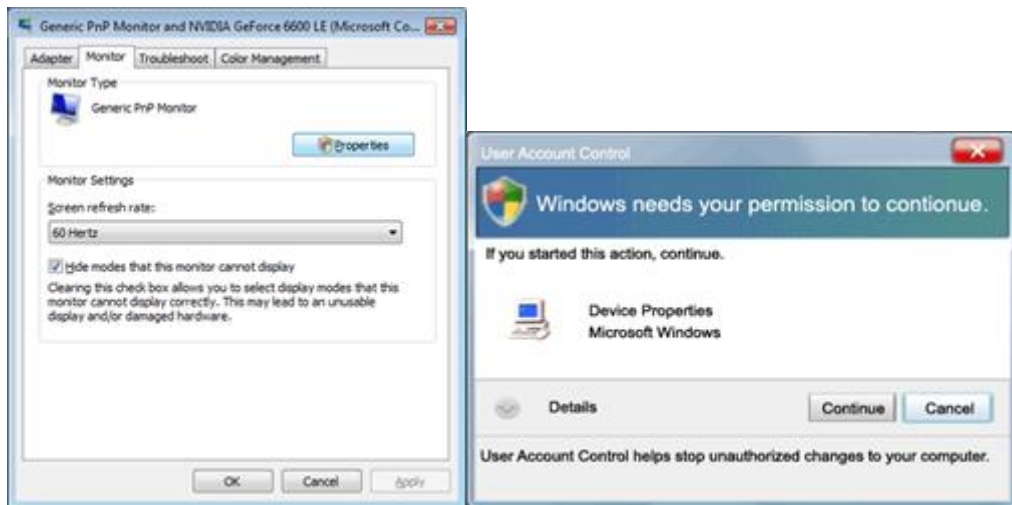 Generic PnP Monitor and NVIDIA GeForce 6600 LE (Microsoft Co...
Adapter Monitor Troubleshoot Color Management
Monitor Type
Generic PnP Monitor
Properties
Monitor Settings
Screen refresh rate:
60 Hertz
Hide modes that this monitor cannot display
Clearing this check box allows you to select display modes that this
monitor cannot display correctly. This may lead to an unusable
display and/or damaged hardware.
OK Cancel Apply
User Account Control
Windows needs your permission to contionue.
If you started this action, continue.
Device Properties
Microsoft Windows
Details Continue Cancel
User Account Control helps stop unauthorized changes to your computer.